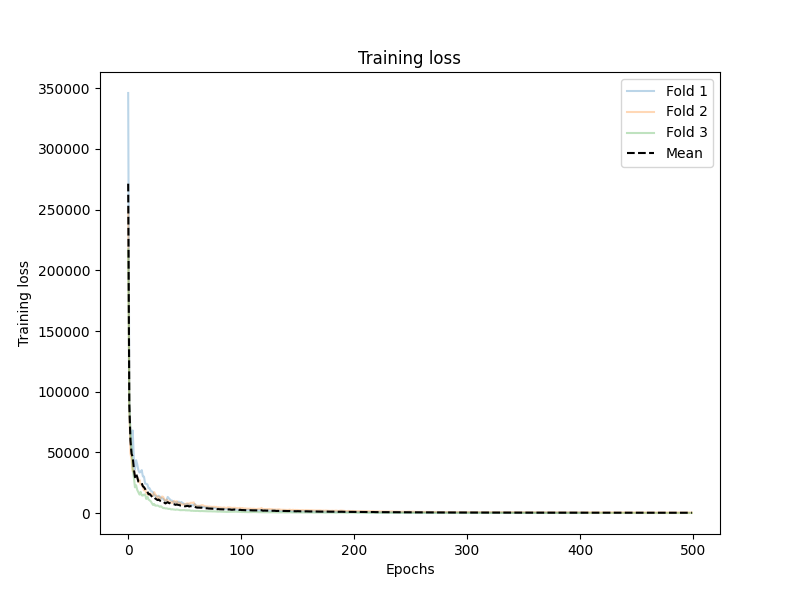 Training loss
350000
300000
250000
200000
150000
100000
50000
0
Training loss
Fold 1
Fold 2
Fold 3
Mean
0 100 200 300 400 500
Epochs